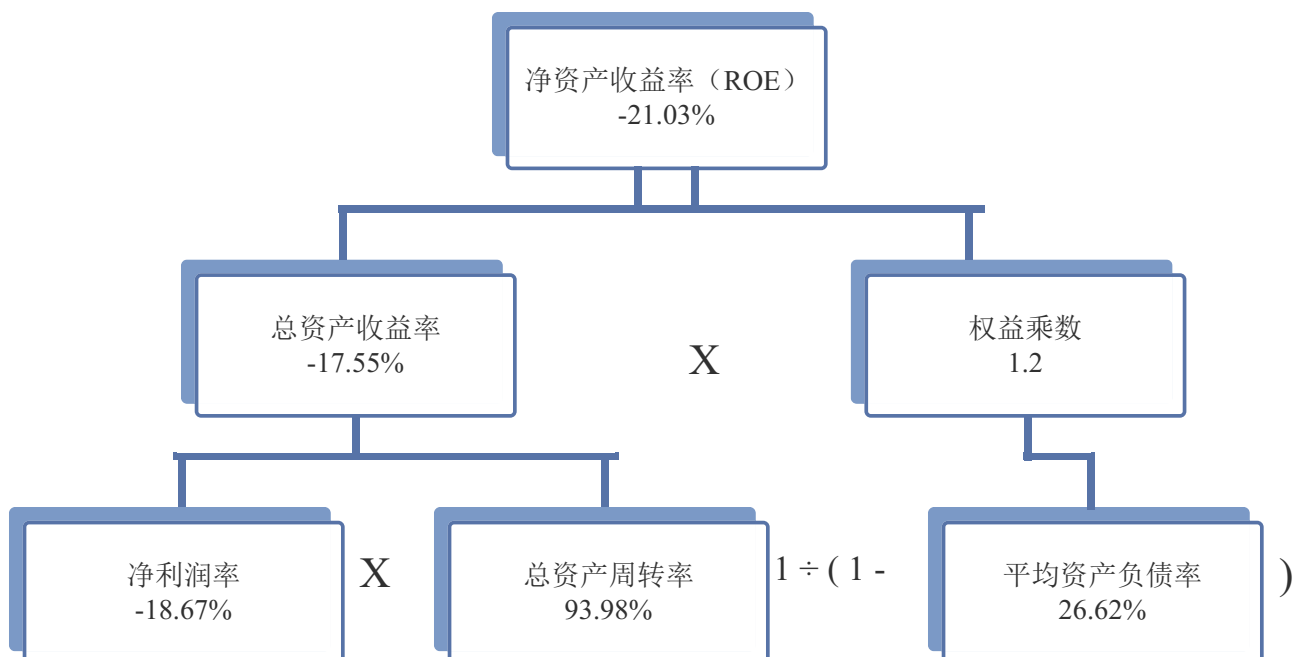 净资产收益率（ROE）
-21.03%
总资产收益率
-17.55%
X
权益乘数
1.2
净利润率
-18.67%
X
总资产周转率
93.98%
1 ÷ ( 1 -
平均资产负债率
26.62%
)